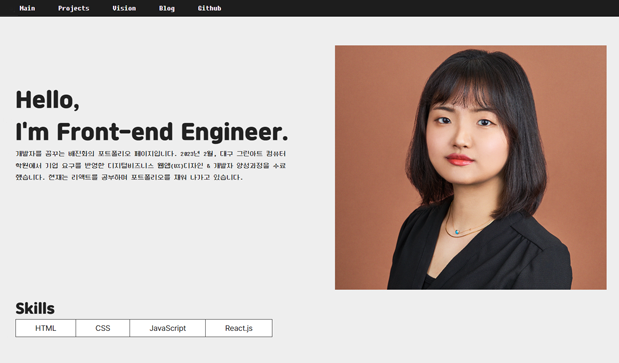 Main Projects Vision Blog Github
Hello,
I'm Front-end Engineer.
개발자를 꿈꾸는 배진희의 포트폴리오 페이지입니다. 2023년 2월, 대구 그린아트 컴퓨터
학원에서 기업 요구를 반영한 디지털비즈니스 웹앱(UI)디자인 & 개발자 양성과정을 수료
했습니다. 현재는 리액트를 공부하며 포트폴리오를 채워 나가고 있습니다.
Skills
HTML CSS JavaScript React.js